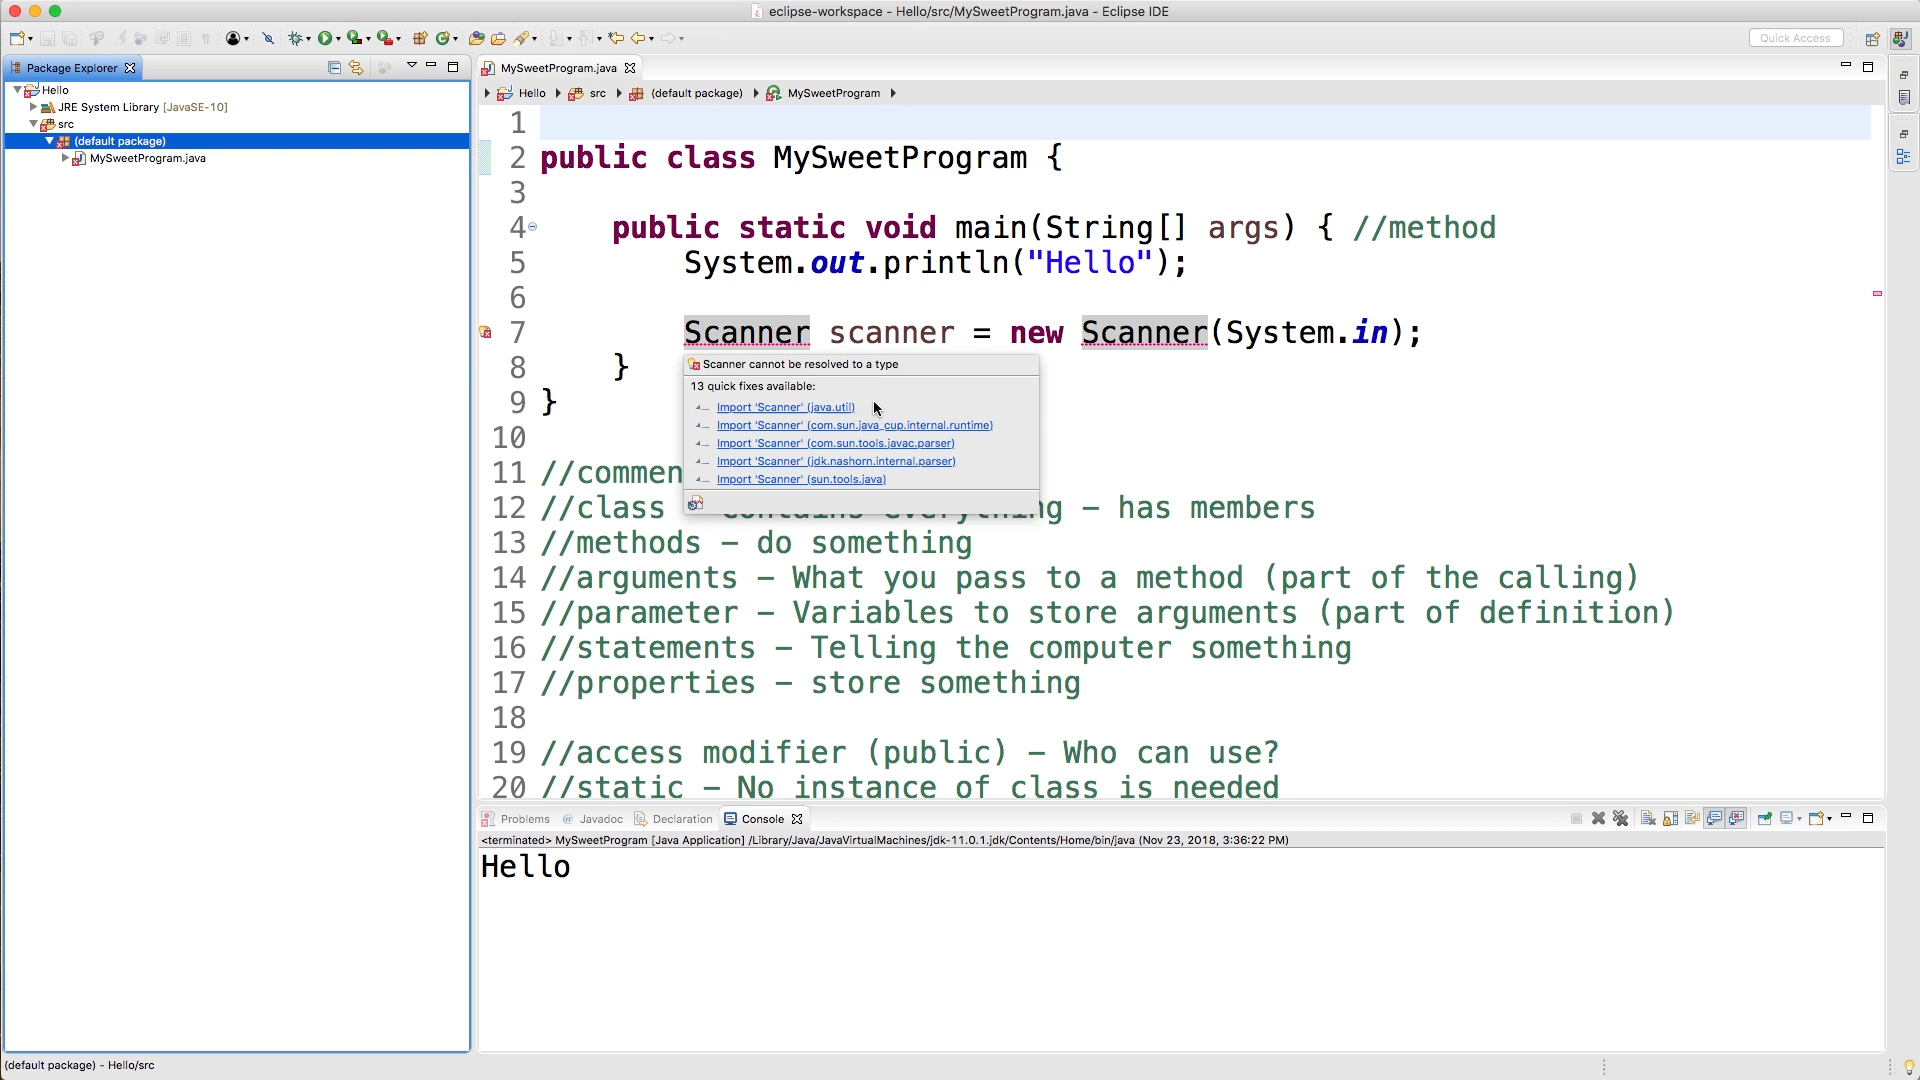 eclipse-workspace - Hello/src/MySweetProgram.java - Eclipse IDE
Quick Access
Package Explorer
MySweetProgram.java
Hello
JRE System Library [JavaSE-10]
src
(default package)
MySweetProgram.java
Hello src (default package) MySweetProgram
1
2 public class MySweetProgram {
3
4 public static void main(String[] args) { //method
5 System.out.println("Hello");
6
7 Scanner scanner = new Scanner(System.in);
8 }
9 }
10
11 //commen
12 //class contains everything – has members
13 //methods – do something
14 //arguments – What you pass to a method (part of the calling)
15 //parameter – Variables to store arguments (part of definition)
16 //statements – Telling the computer something
17 //properties – store something
18
19 //access modifier (public) – Who can use?
20 //static – No instance of class is needed
Scanner cannot be resolved to a type
13 quick fixes available:
Import 'Scanner' (java.util)
Import 'Scanner' (com.sun.java_cup.internal.runtime)
Import 'Scanner' (com.sun.tools.javac.parser)
Import 'Scanner' (jdk.nashorn.internal.parser)
Import 'Scanner' (sun.tools.java)
Problems @ Javadoc Declaration Console
<terminated> MySweetProgram [Java Application] /Library/Java/JavaVirtualMachines/jdk-11.0.1.jdk/Contents/Home/bin/java (Nov 23, 2018, 3:36:22 PM)
Hello
(default package) - Hello/src